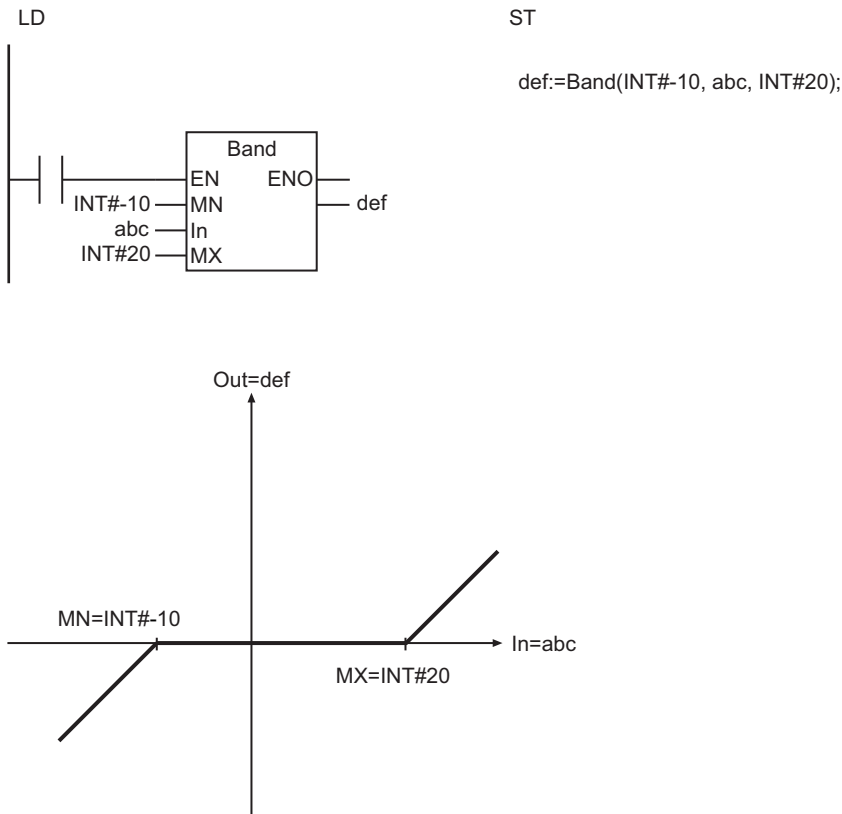 LD
ST
def:=Band(INT#-10, abc, INT#20);
Band
EN ENO
INT#-10 MN def
abc In
INT#20 MX
Out=def
MN=INT#-10
In=abc
MX=INT#20